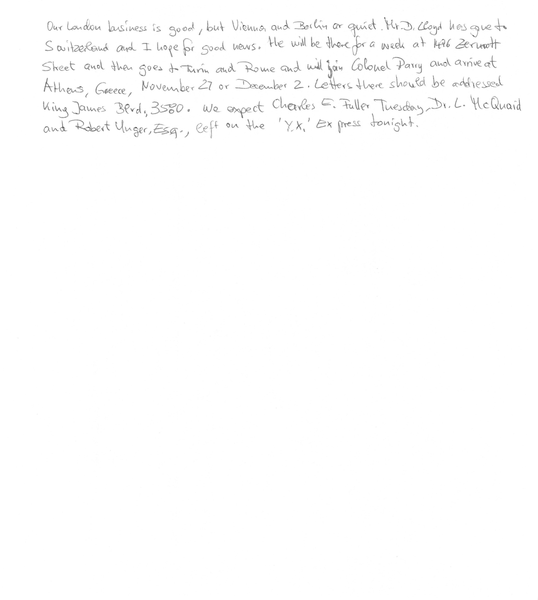 Our London business is good, but Vienna and Berlin or quiet. Mr. D. Lloyd has gone to
Switzerland and I hope for good news. He will be there for a week at 1496 Zermott
Street and then goes to Turin and Rome and will join Colonel Parry and arrive at
Athens, Greece, November 27 or December 2. Letters there should be addressed
King James Blvd., 3580. We expect Charles E. Fuller Tuesday, Dr. L. McQuaid
and Robert Unger, Esq., left on the 'Y.X.' Express tonight.